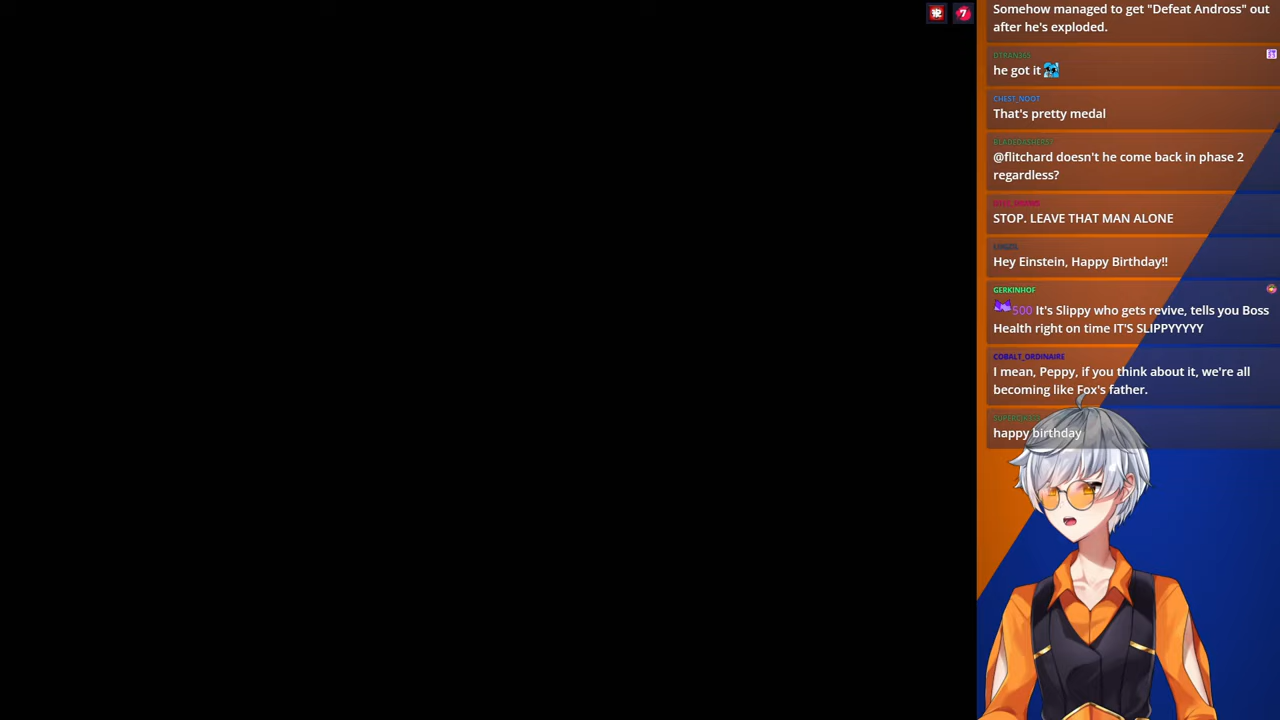 Somehow managed to get "Defeat Andross" out
after he's exploded.
DTRAN365
he got it
CHEST_NOOT
That's pretty medal
@flitchard doesn't he come back in phase 2
regardless?
STOP. LEAVE THAT MAN ALONE
Hey Einstein, Happy Birthday!!
GERKINHOF
500 It's Slippy who gets revive, tells you Boss
Health right on time IT'S SLIPPYYYYY
COBALT_ORDINAIRE
I mean, Peppy, if you think about it, we're all
becoming like Fox's father.
happy birthday
7